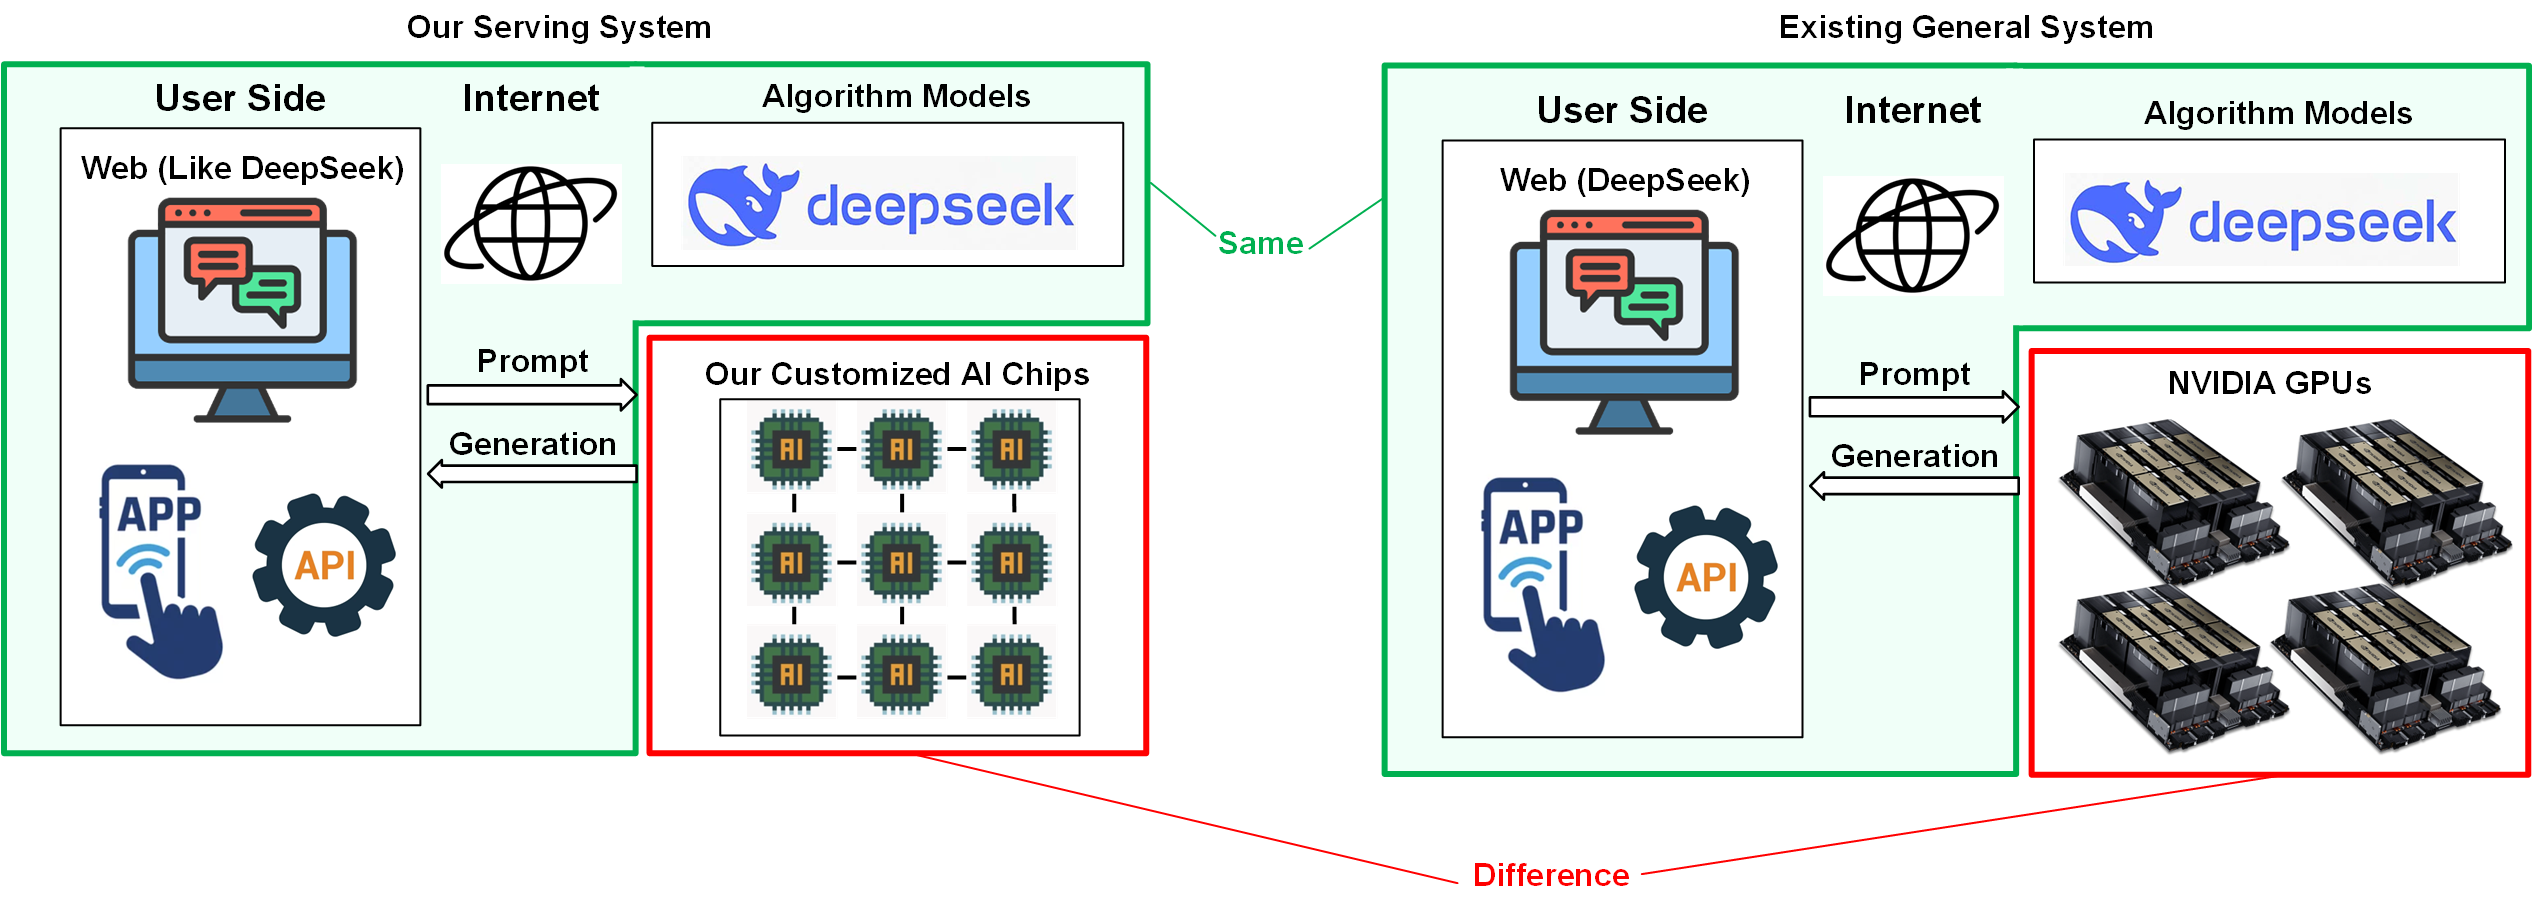 Our Serving System
User Side
Internet
Algorithm Models
Web (Like DeepSeek)
deepseek
Prompt
Generation
APP
API
Our Customized AI Chips
AI
AI
AI
AI
AI
AI
AI
AI
AI
Same
Difference
Existing General System
User Side
Internet
Algorithm Models
Web (DeepSeek)
deepseek
Prompt
Generation
APP
API
NVIDIA GPUs